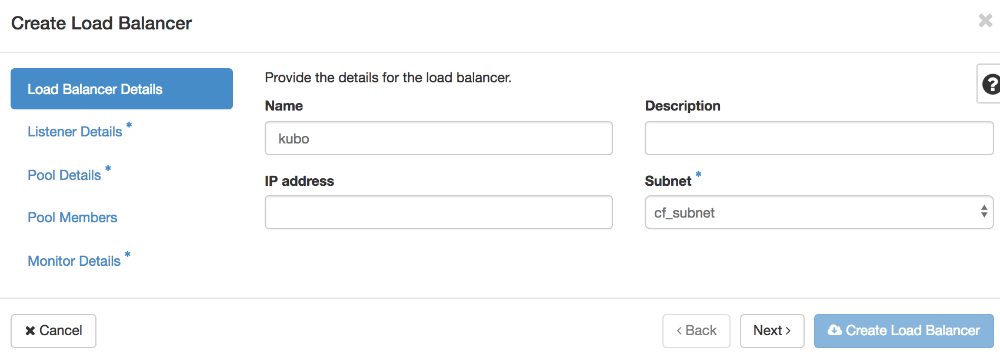 Create Load Balancer
Load Balancer Details
Listener Details *
Pool Details *
Pool Members
Monitor Details *
Provide the details for the load balancer.
Name
Description
kubo
IP address
Subnet *
cf_subnet
Cancel
Back
Next
Create Load Balancer